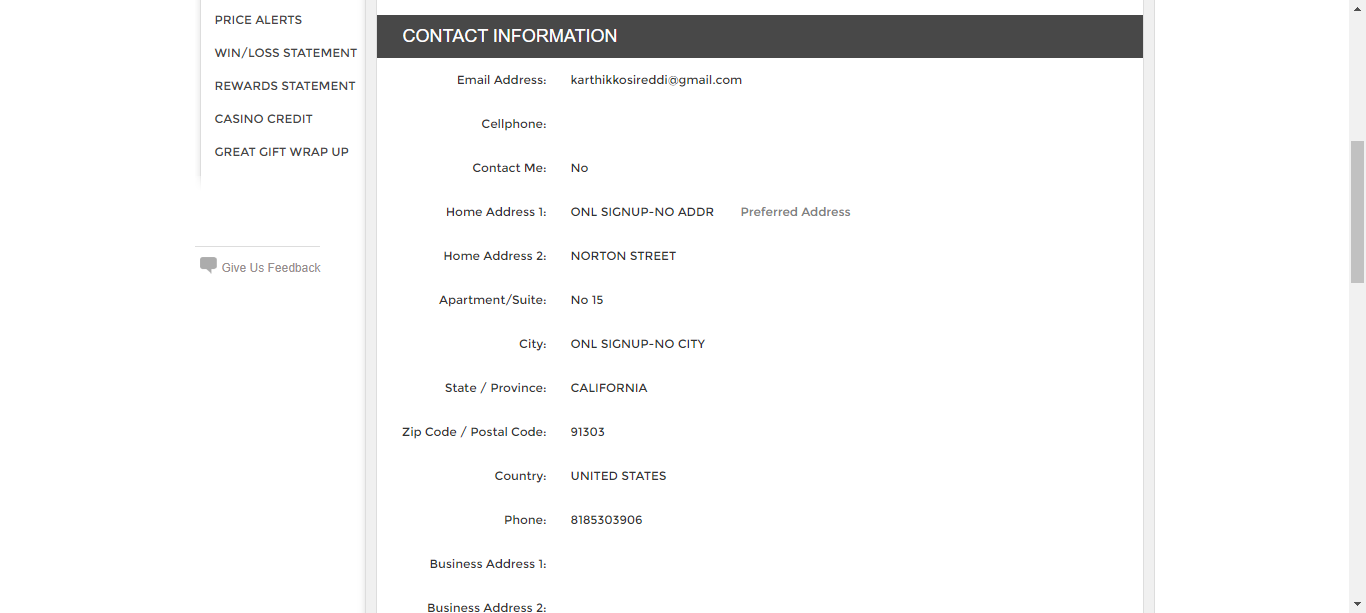 PRICE ALERTS
WIN/LOSS STATEMENT
REWARDS STATEMENT
CASINO CREDIT
GREAT GIFT WRAP UP
Give Us Feedback
CONTACT INFORMATION
Email Address: karthikkosireddi@gmail.com
Cellphone:
Contact Me: No
Home Address 1: ONL SIGNUP-NO ADDR Preferred Address
Home Address 2: NORTON STREET
Apartment/Suite: No 15
City: ONL SIGNUP-NO CITY
State / Province: CALIFORNIA
Zip Code / Postal Code: 91303
Country: UNITED STATES
Phone: 8185303906
Business Address 1:
Business Address 2: